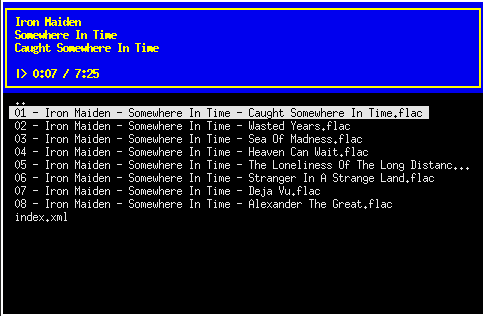 Iron Maiden
Somewhere In Time
Caught Somewhere In Time
|> 0:07 / 7:25
..
01 - Iron Maiden - Somewhere In Time - Caught Somewhere In Time.flac
02 - Iron Maiden - Somewhere In Time - Wasted Years.flac
03 - Iron Maiden - Somewhere In Time - Sea Of Madness.flac
04 - Iron Maiden - Somewhere In Time - Heaven Can Wait.flac
05 - Iron Maiden - Somewhere In Time - The Loneliness Of The Long Distanc...
06 - Iron Maiden - Somewhere In Time - Stranger In A Strange Land.flac
07 - Iron Maiden - Somewhere In Time - Deja Vu.flac
08 - Iron Maiden - Somewhere In Time - Alexander The Great.flac
index.xml